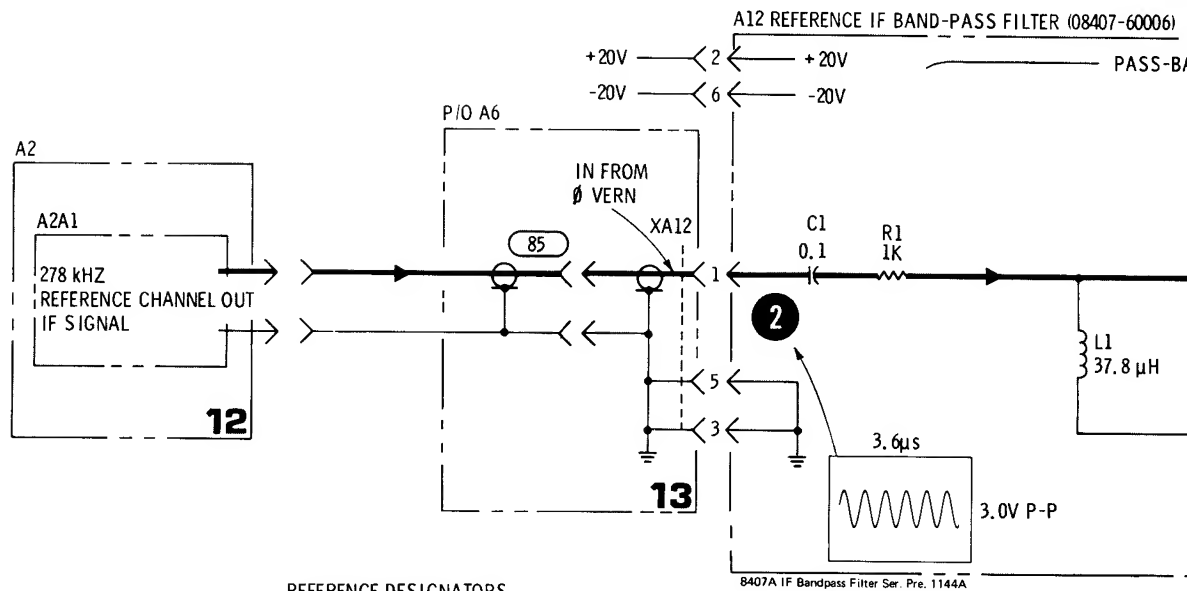 A12 REFERENCE IF BAND-PASS FILTER (08407-60006)
+20V
2
+20V
PASS-BA
-20V
6
-20V
P/O A6
A2
IN FROM
Ø VERN
XA12
A2A1
85
C1
0.1
R1
1K
278 kHZ
REFERENCE CHANNEL OUT
IF SIGNAL
1
2
L1
37.8 µH
5
12
3
3.6µs
13
3.0V P-P
8407A IF Bandpass Filter Ser. Pre. 1144A